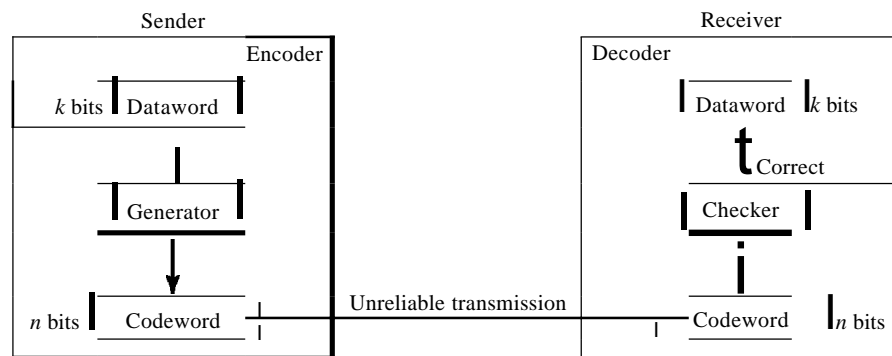 Sender Receiver
Encoder Decoder
k bits Dataword Dataword k bits
t Correct
Generator Checker
i
Unreliable transmission
n bits Codeword Codeword n bits